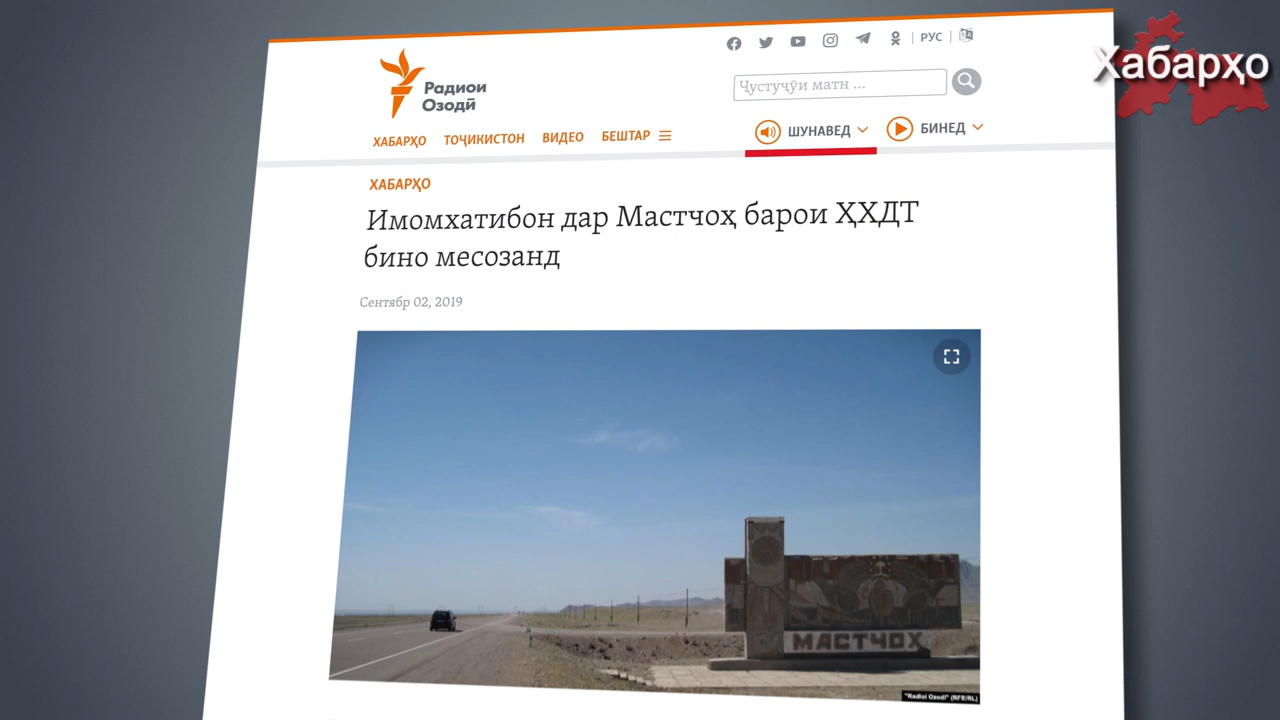 Хабарҳо
РУС
Радиои
Озодӣ
Ҷустуҷӯи матн ...
ХАБАРҲО ТОҶИКИСТОН ВИДЕО БЕШТАР
ШУНАВЕД БИНЕД
ХАБАРҲО
Имомхатибон дар Мастчоҳ барои ҲХДТ
бино месозанд
Сентябр 02, 2019
МАСТЧОҲ
"Radioi Ozodi" (RFE/RL)